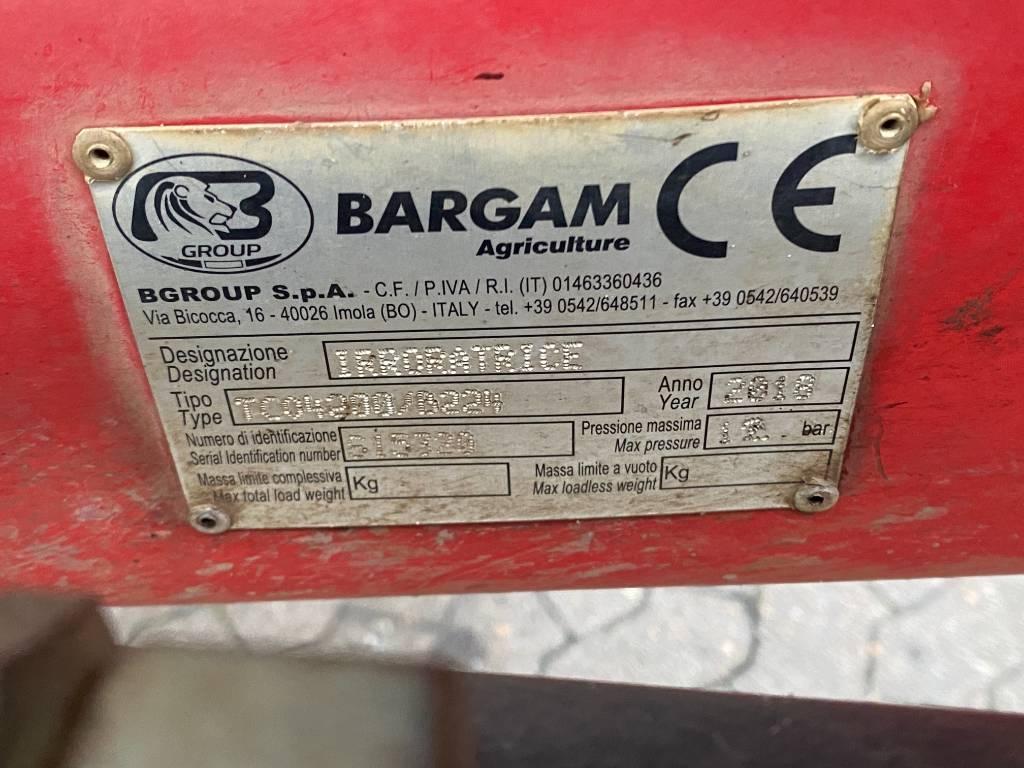 B
GROUP
BARGAM
Agriculture
CE
BGROUP S.p.A. - C.F. / P.IVA / R.I. (IT) 01463360436
Via Bicocca, 16 - 40026 Imola (BO) - ITALY - tel. +39 0542/648511 - fax +39 0542/640539
Designazione
Designation
IRRORATRICE
Tipo
Type
Anno
Year
2010
Numero di identificazione
Serial Identification number
Pressione massima
Max pressure
bar
Massa limite complessiva
Max total load weight
Kg
Massa limite a vuoto
Max loadless weight
Kg